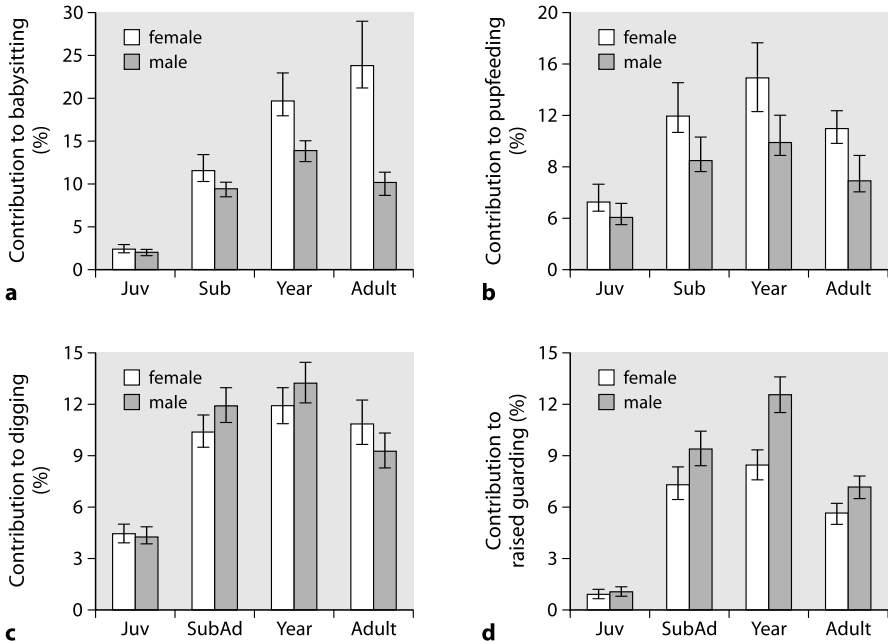 Contribution to babysitting
(%)
30
25
20
15
10
5
0
female
male
Juv
Sub
Year
Adult
a
Contribution to pupfeeding
(%)
20
16
12
8
6
0
female
male
Juv
Sub
Year
Adult
b
Contribution to digging
(%)
15
12
9
6
3
0
female
male
Juv
SubAd
Year
Adult
c
Contribution to
raised guarding (%)
15
12
9
6
3
0
female
male
Juv
SubAd
Year
Adult
d